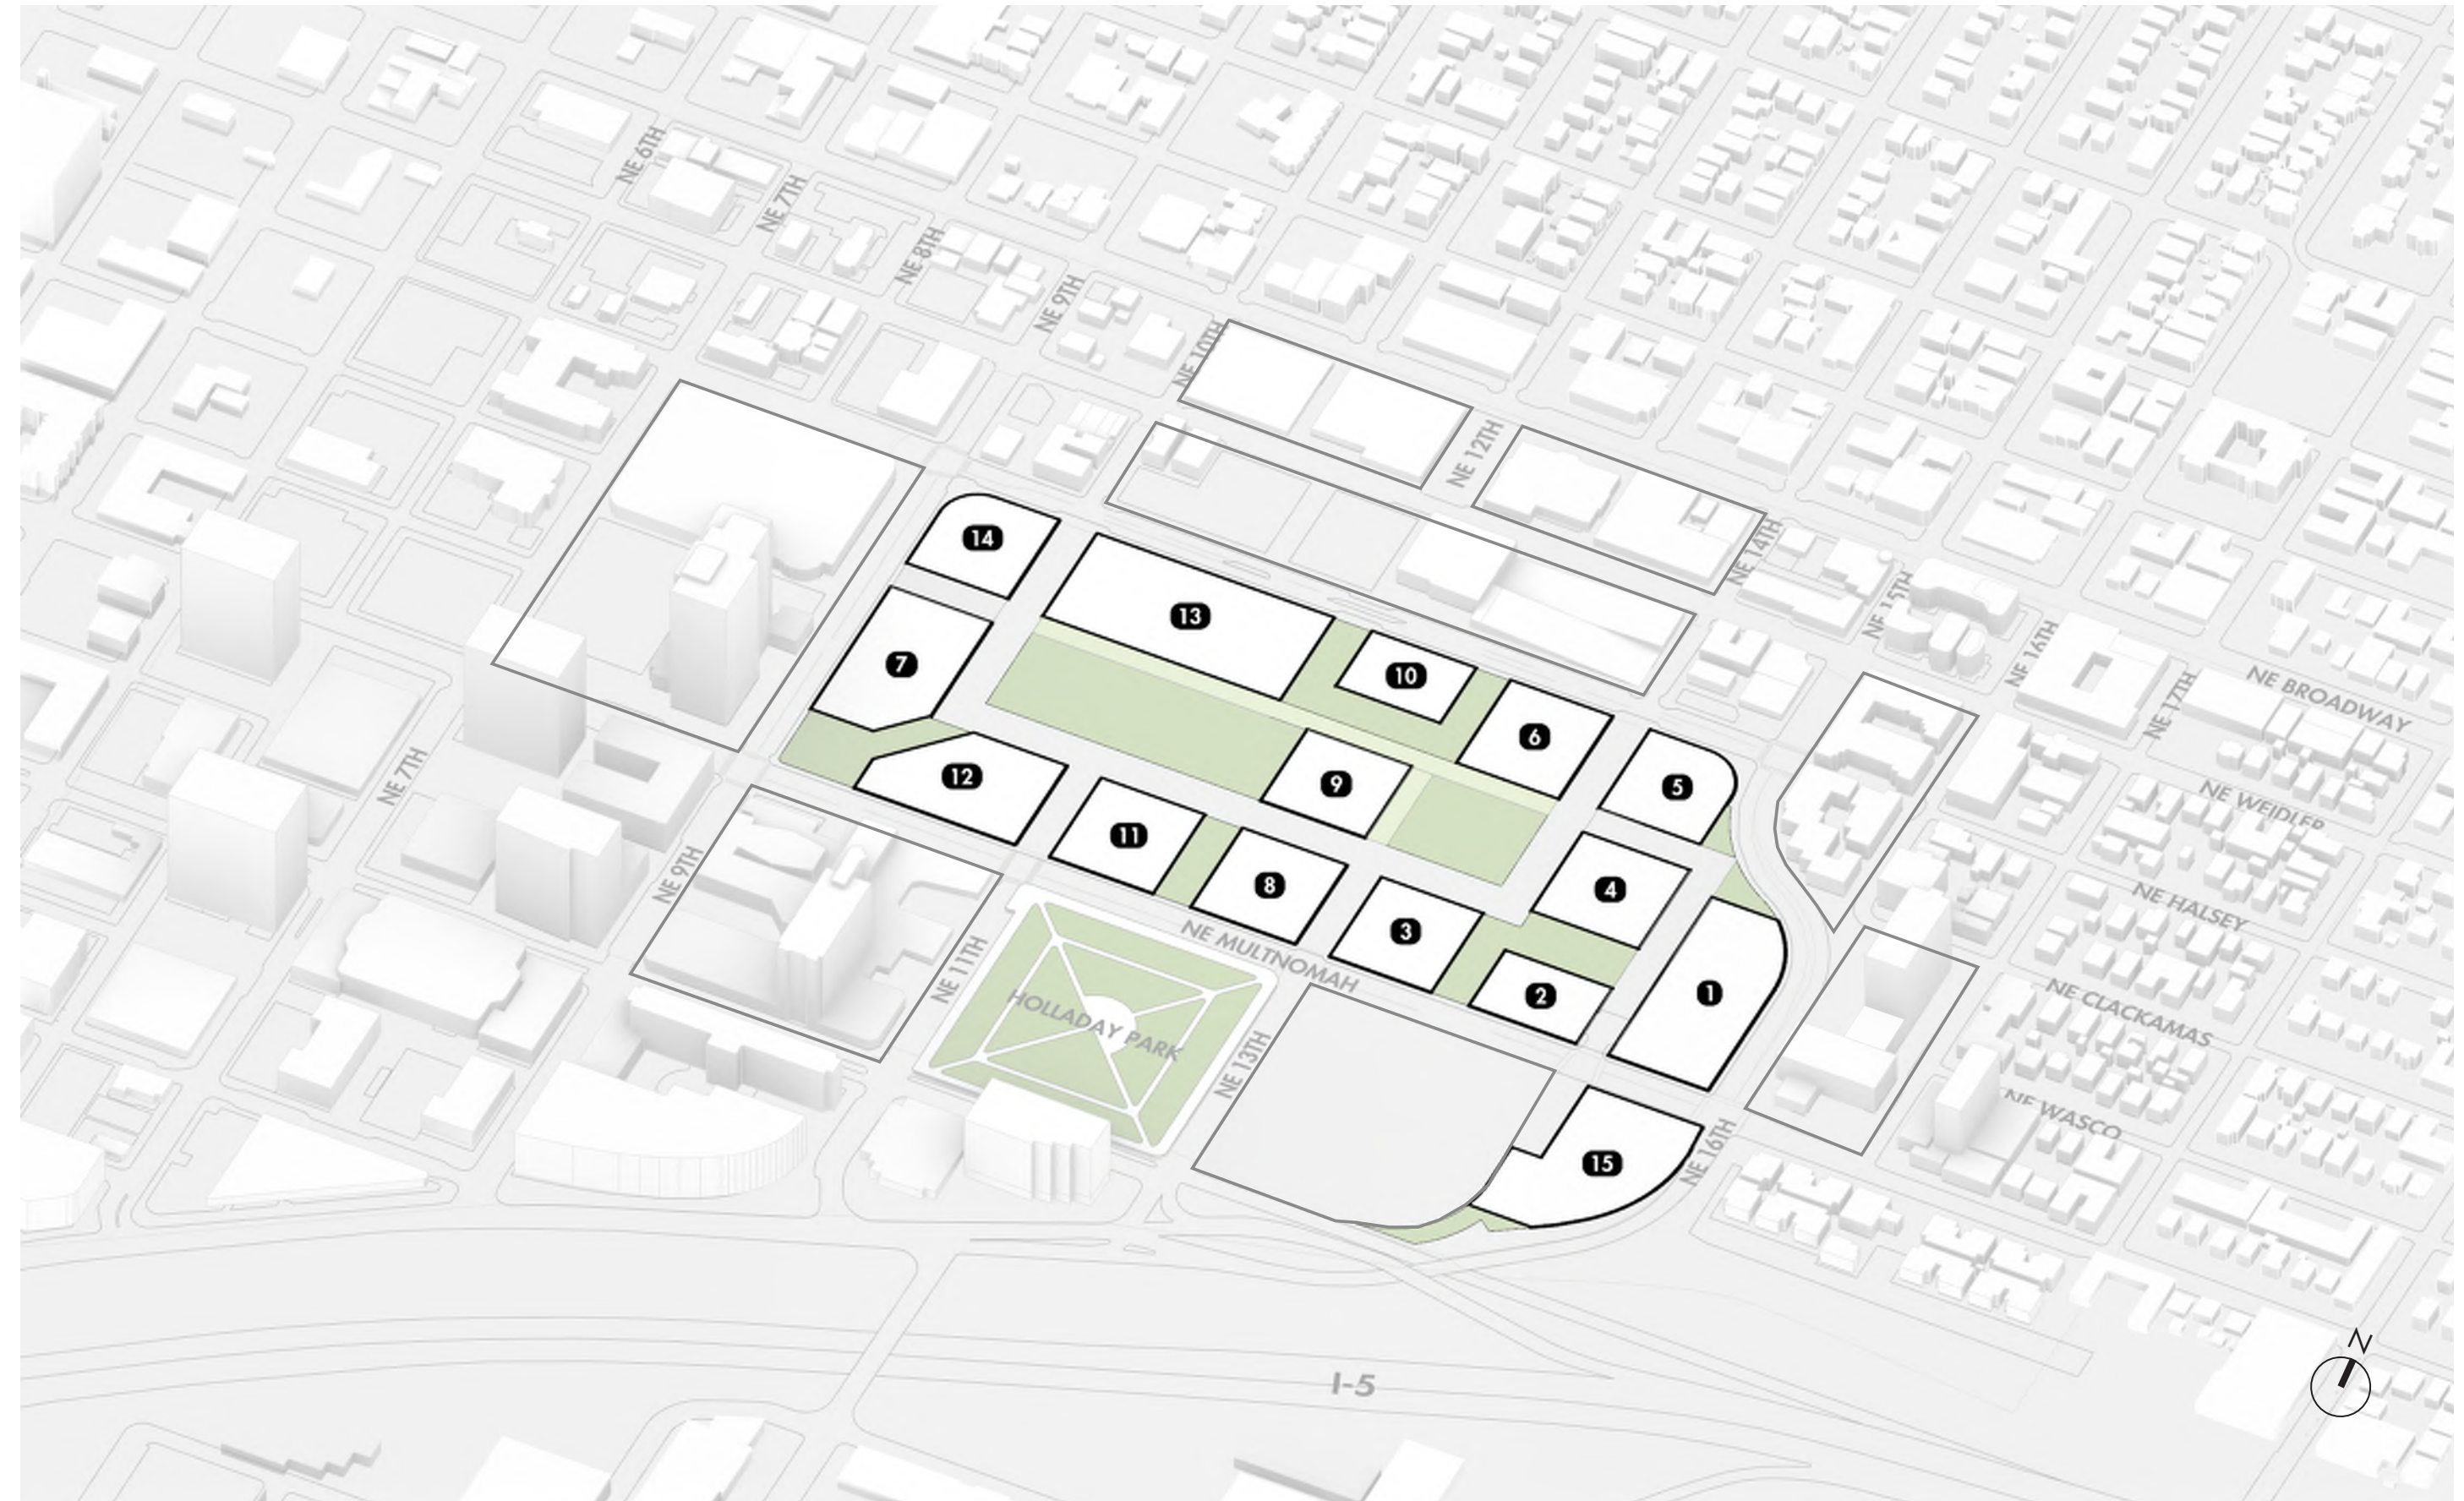 NE 6TH
NE 7TH
NE 8TH
NE 9TH
NE 10TH
NE 12TH
NE 14TH
NE 15TH
NE 16TH
NE 17TH
NE BROADWAY
NE WEIDLER
NE HALSEY
NE CLACKAMAS
NE WASCO
14
13
7
10
6
9
5
12
11
8
4
3
2
1
15
NE 7TH
NE 9TH
NE 11TH
NE MULTNOMAH
HOLLADAY PARK
NE 13TH
NE 16TH
I-5
N